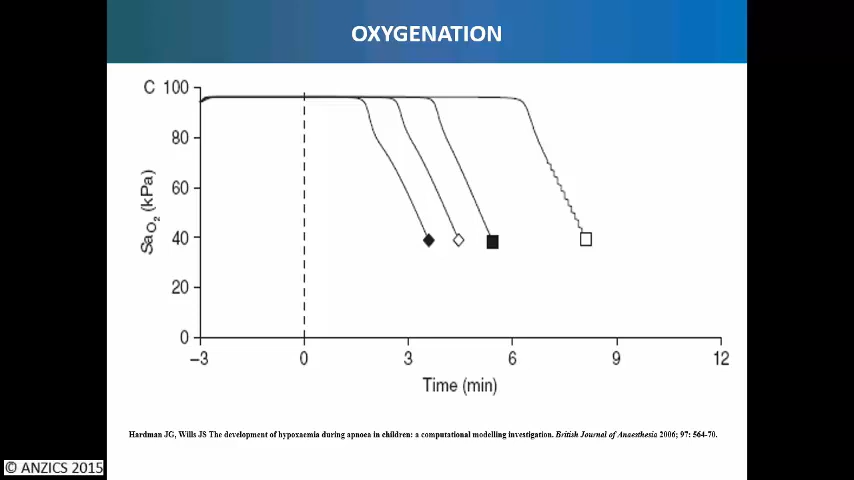 OXYGENATION
C 100
80
60
40
20
0
SaO2 (kPa)
−3 0 3 6 9 12
Time (min)
Hardman JG, Wills JS The development of hypoxaemia during apnoea in children: a computational modelling investigation. British Journal of Anaesthesia 2006; 97: 564-70.
© ANZICS 2015